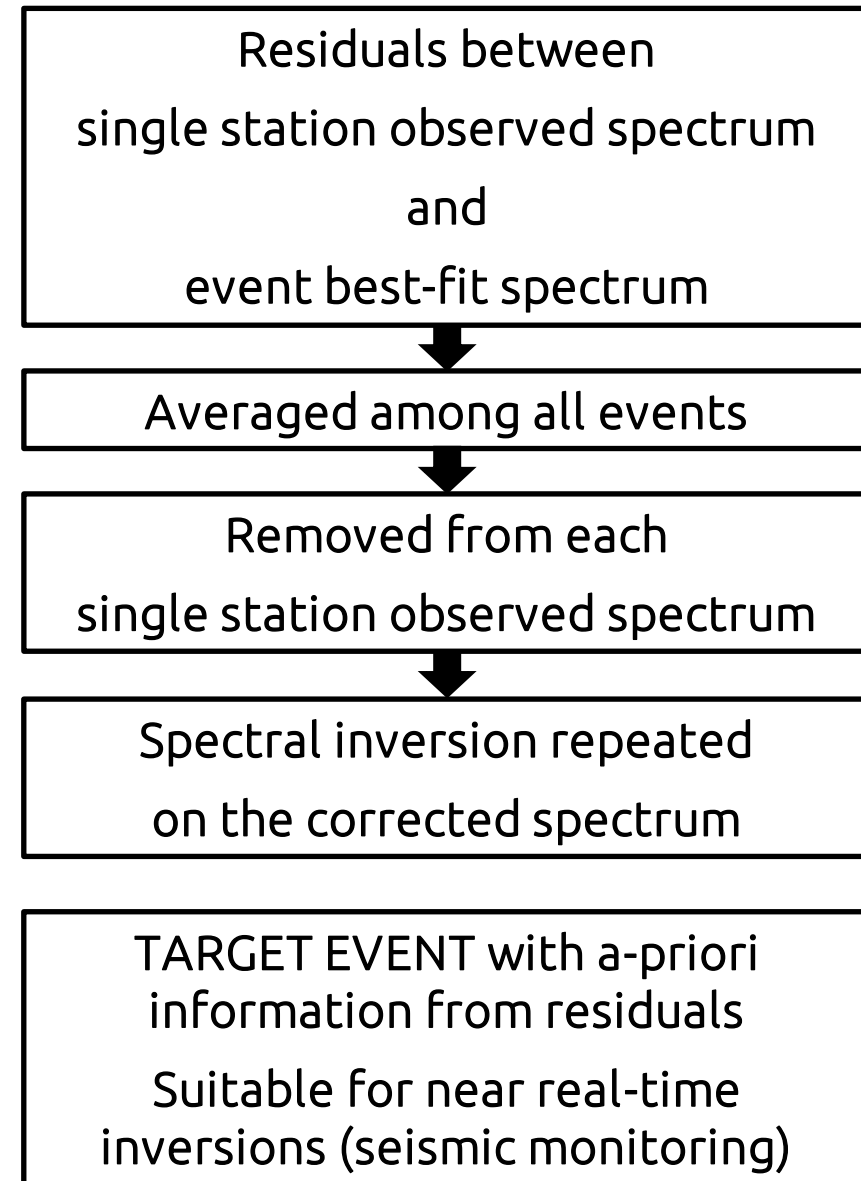 Residuals between
single station observed spectrum
and
event best-fit spectrum
Averaged among all events
Removed from each
single station observed spectrum
Spectral inversion repeated
on the corrected spectrum
TARGET EVENT with a-priori
information from residuals
Suitable for near real-time
inversions (seismic monitoring)